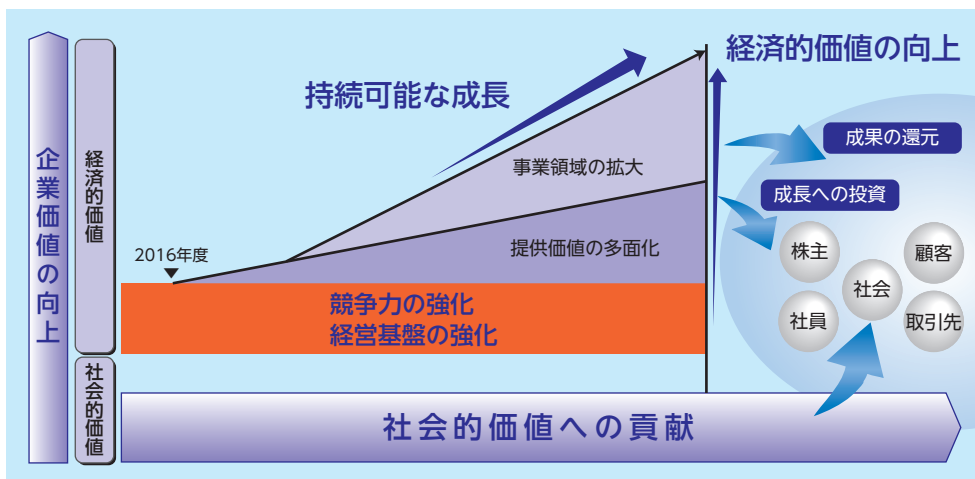 企業価値の向上
経済的価値
社会的価値
持続可能な成長
経済的価値の向上
事業領域の拡大
提供価値の多面化
2016年度
競争力の強化
経営基盤の強化
成果の還元
成長への投資
株主
顧客
社会
社員
取引先
社会的価値への貢献